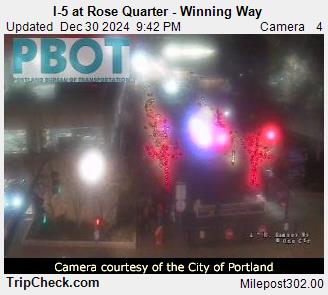 I-5 at Rose Quarter - Winning Way
Updated Dec 30 2024 9:42 PM Camera 4
PBOT
PORTLAND BUREAU OF TRANSPORTATION
Camera courtesy of the City of Portland
TripCheck.com Milepost302.00